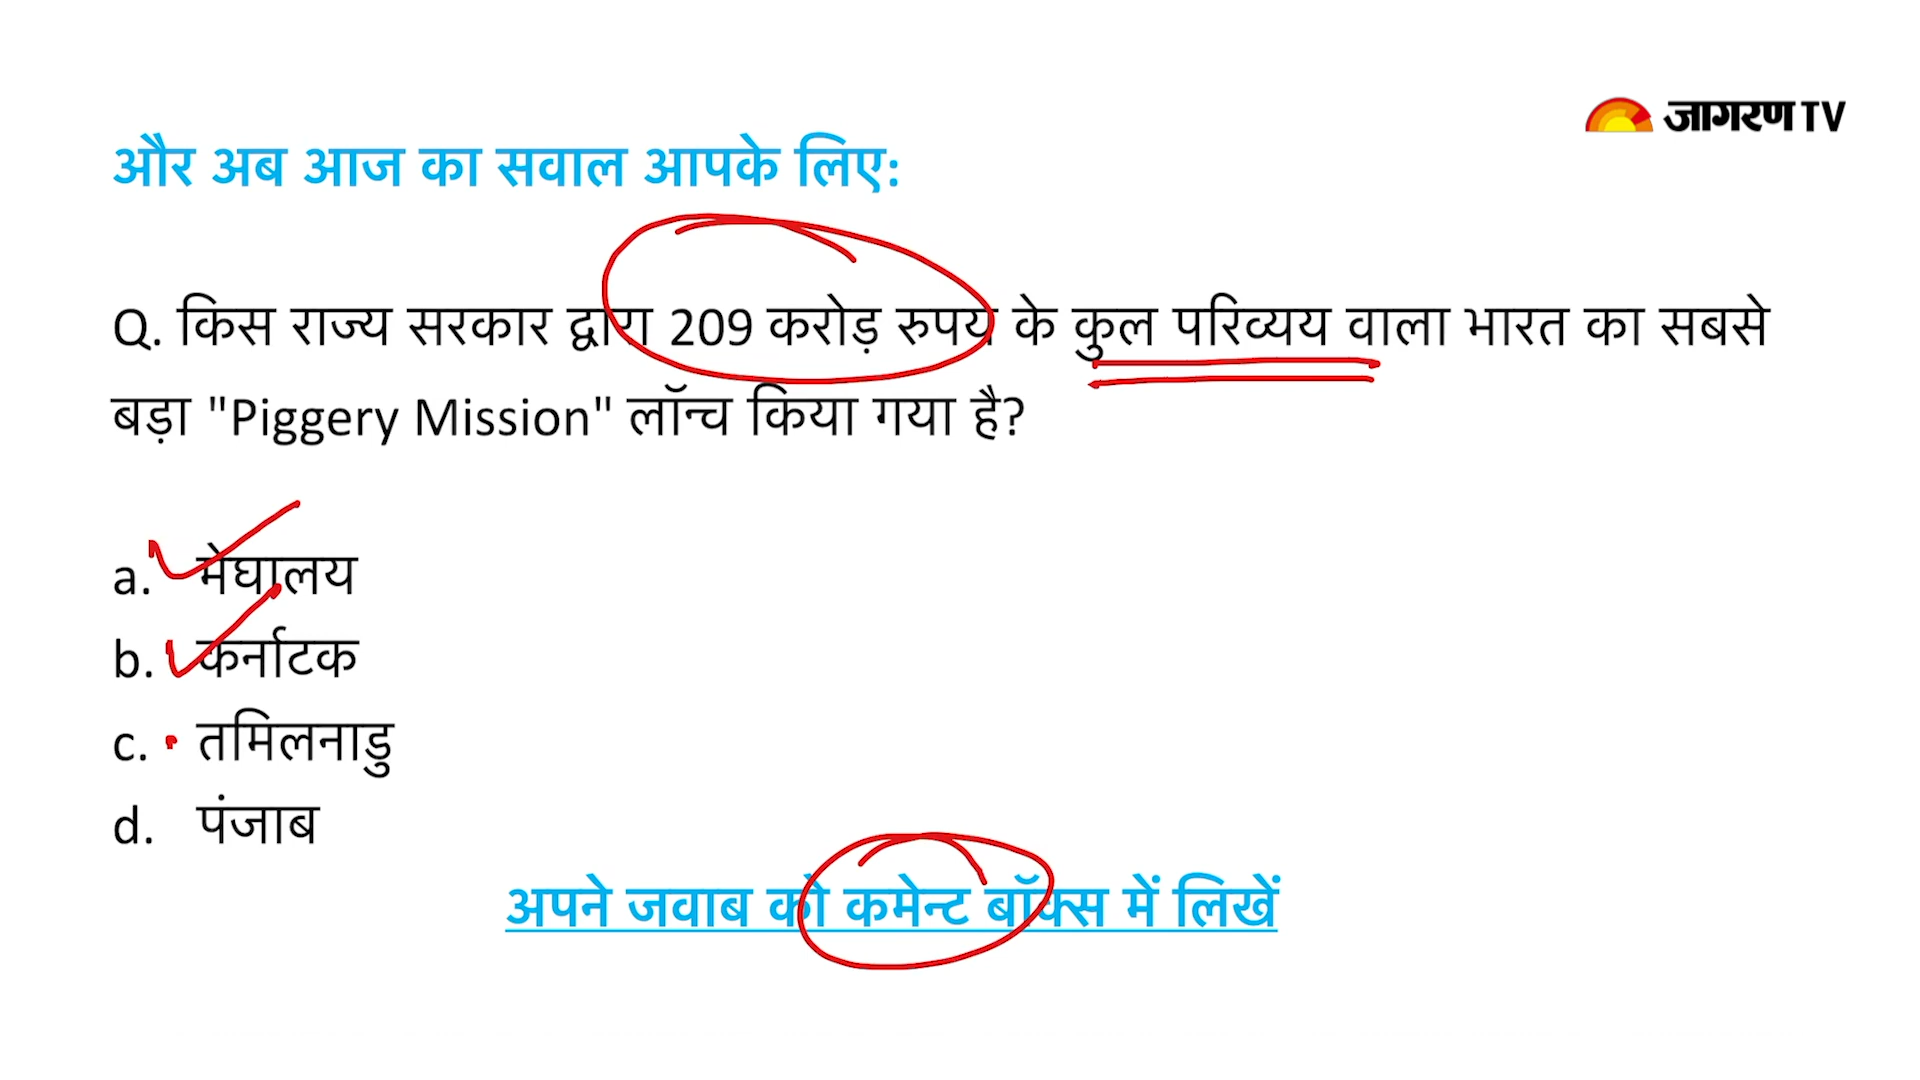 जागरण TV
और अब आज का सवाल आपके लिए:
Q. किस राज्य सरकार द्वारा 209 करोड़ रुपय के कुल परिव्यय वाला भारत का सबसे
बड़ा "Piggery Mission" लॉन्च किया गया है?
a. मेघालय
b. कर्नाटक
c. तमिलनाडु
d. पंजाब
अपने जवाब को कमेन्ट बॉक्स में लिखें